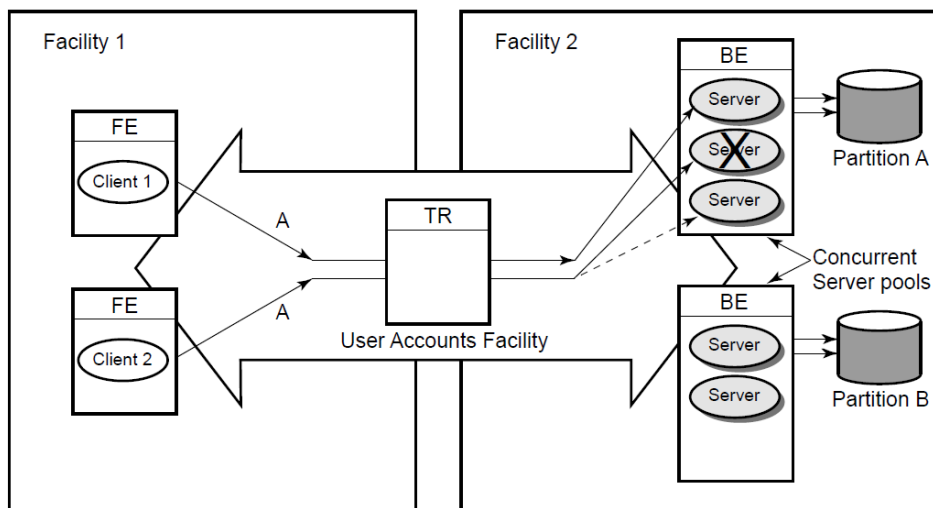 Facility 1
Facility 2
BE
Server
Server
X
Server
Partition A
FE
Client 1
A
TR
Concurrent
Server pools
FE
Client 2
A
User Accounts Facility
BE
Server
Server
Partition B